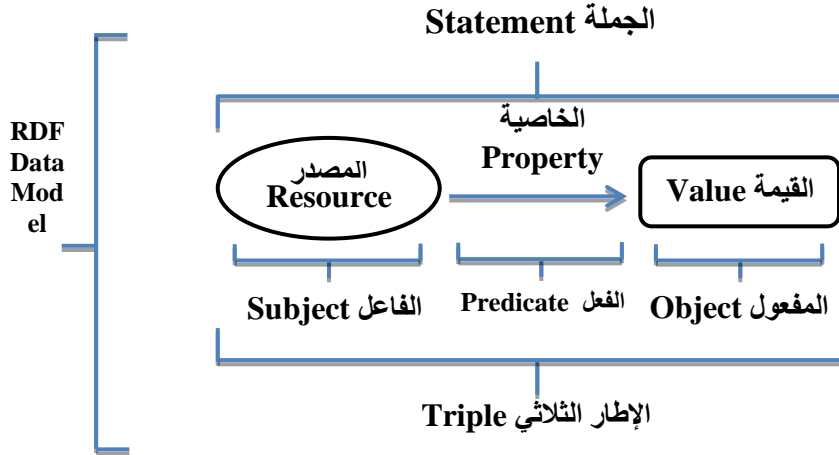 الجملة Statement
الخاصية
Property
RDF
Data
Mod
el
المصدر
Resource
القيمة Value
الفاعل Subject
الفعل Predicate
المفعول Object
الإطار الثلاثي Triple